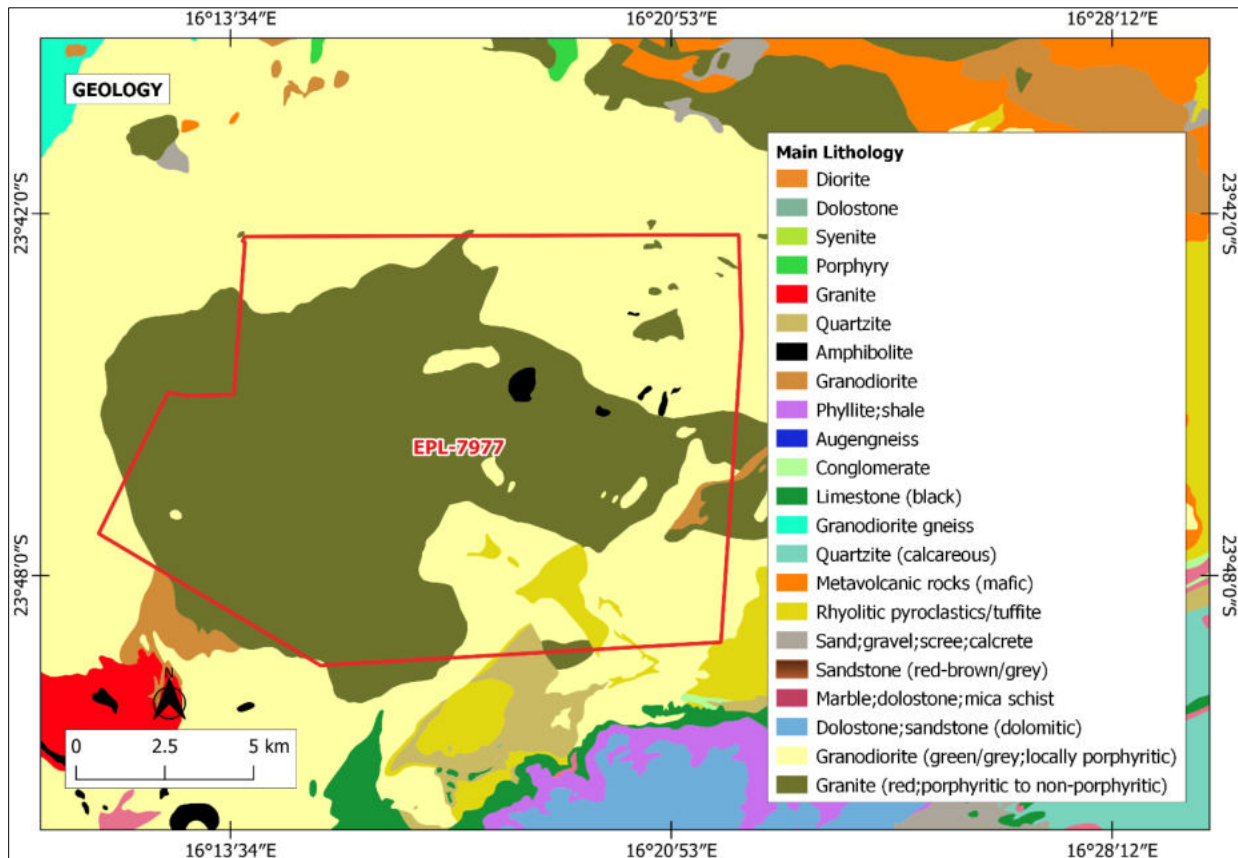 16°13′34″E 16°20′53″E 16°28′12″E
GEOLOGY
23°42′0″S 23°42′0″S
Main Lithology
Diorite
Dolostone
Syenite
Porphyry
Granite
Quartzite
Amphibolite
Granodiorite
Phyllite;shale
Augengneiss
Conglomerate
Limestone (black)
Granodiorite gneiss
Quartzite (calcareous)
Metavolcanic rocks (mafic)
Rhyolitic pyroclastics/tuffite
Sand;gravel;scree;calcrete
Sandstone (red-brown/grey)
Marble;dolostone;mica schist
Dolostone;sandstone (dolomitic)
Granodiorite (green/grey;locally porphyritic)
Granite (red;porphyritic to non-porphyritic)
EPL-7977
23°48′0″S 23°48′0″S
N
0 2.5 5 km
16°13′34″E 16°20′53″E 16°28′12″E